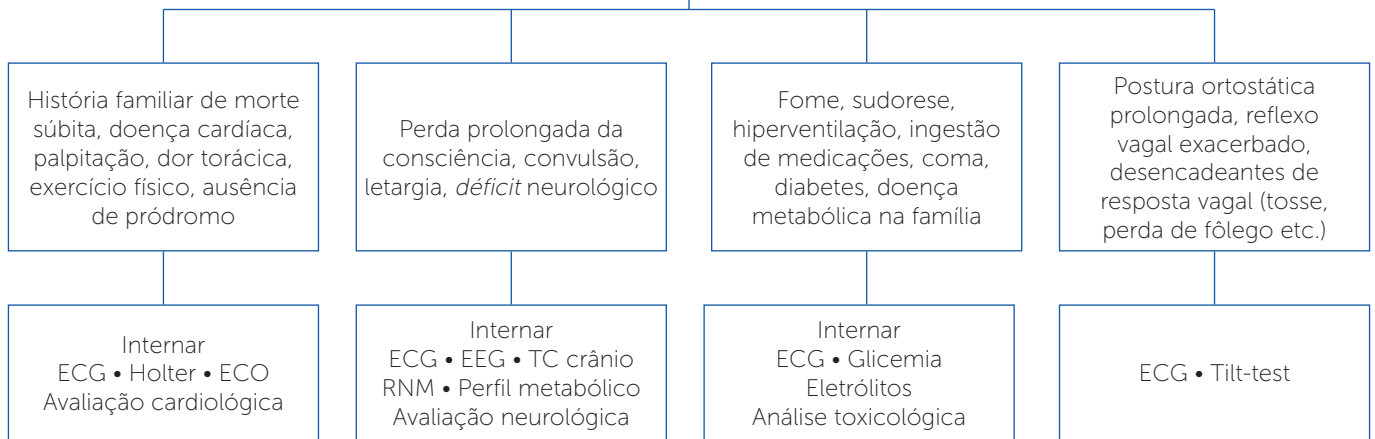 História familiar de morte
súbita, doença cardíaca,
palpitação, dor torácica,
exercício físico, ausência
de pródromo
Perda prolongada da
consciência, convulsão,
letargia, déficit neurológico
Fome, sudorese,
hiperventilação, ingestão
de medicações, coma,
diabetes, doença
metabólica na família
Postura ortostática
prolongada, reflexo
vagal exacerbado,
desencadeantes de
resposta vagal (tosse,
perda de fôlego etc.)
Internar
ECG • Holter • ECO
Avaliação cardiológica
Internar
ECG • EEG • TC crânio
RNM • Perfil metabólico
Avaliação neurológica
Internar
ECG • Glicemia
Eletrólitos
Análise toxicológica
ECG • Tilt-test